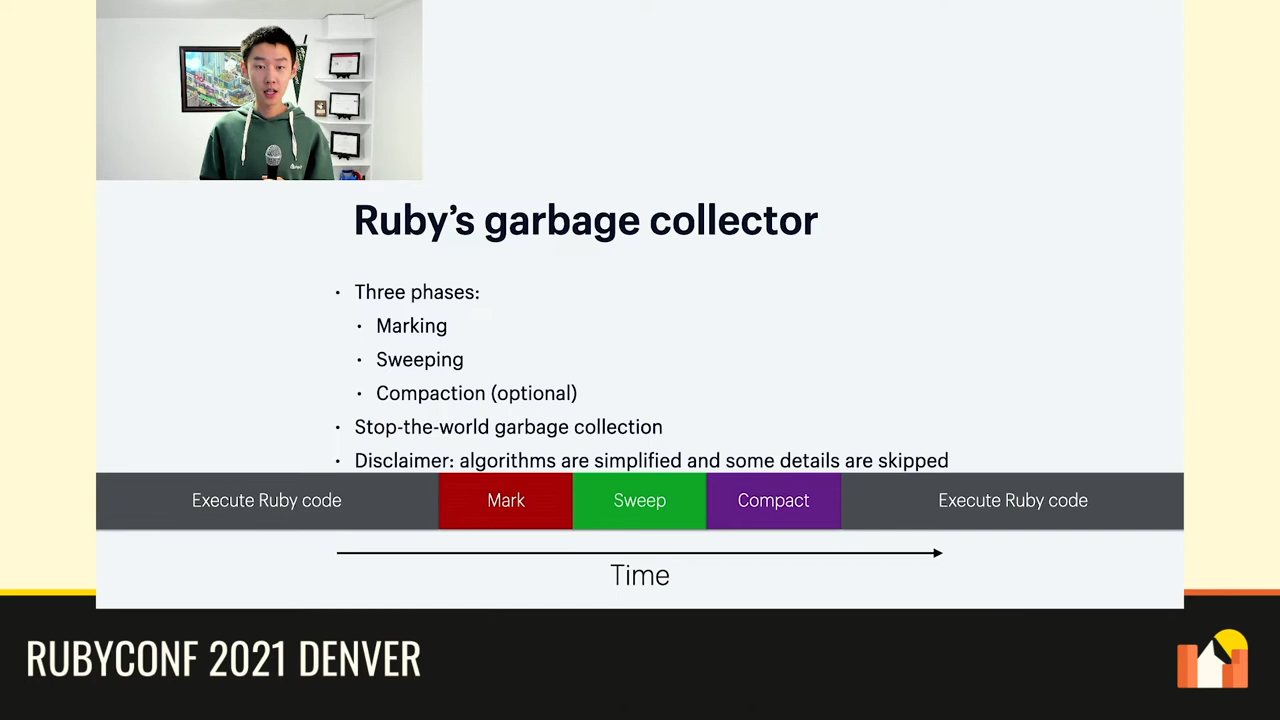 Ruby's garbage collector
• Three phases:
• Marking
• Sweeping
• Compaction (optional)
• Stop-the-world garbage collection
• Disclaimer: algorithms are simplified and some details are skipped
Execute Ruby code
Mark
Sweep
Compact
Execute Ruby code
Time
RUBYCONF 2021 DENVER